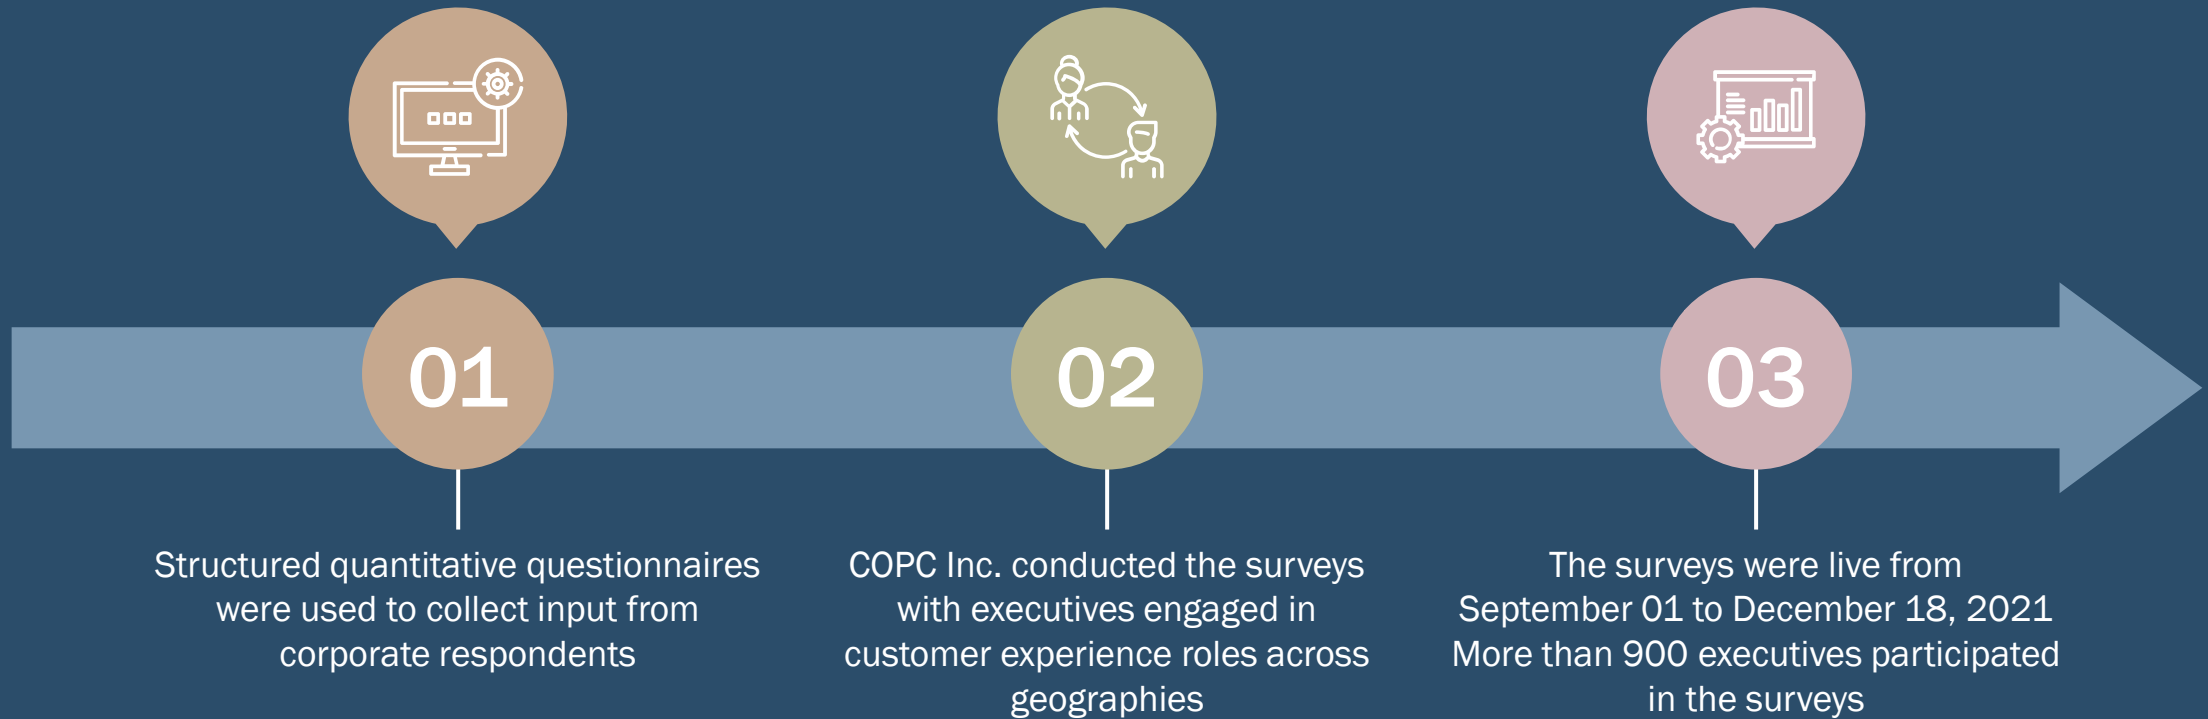 01
Structured quantitative questionnaires
were used to collect input from
corporate respondents
02
COPC Inc. conducted the surveys
with executives engaged in
customer experience roles across
geographies
03
The surveys were live from
September 01 to December 18, 2021
More than 900 executives participated
in the surveys